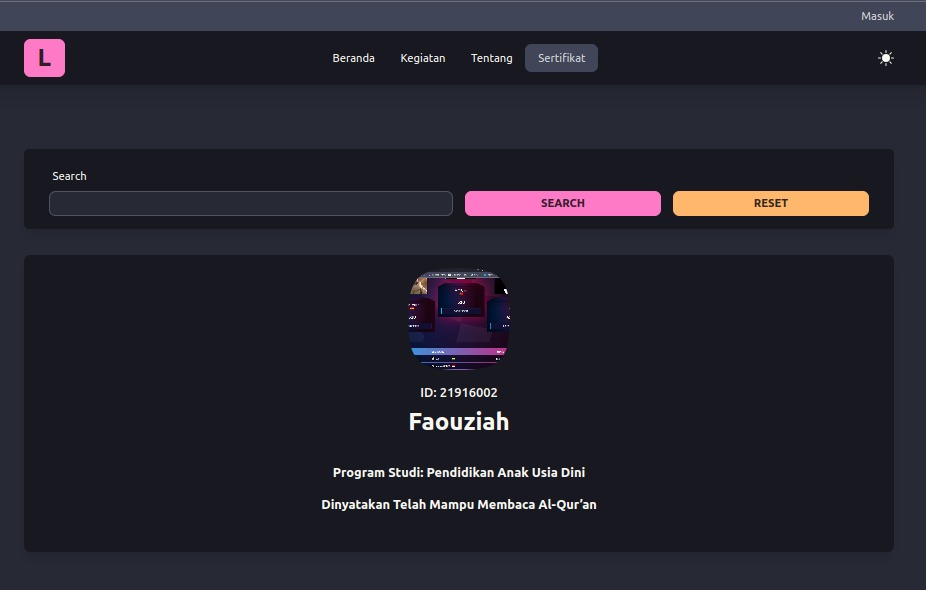 Masuk
L
Beranda Kegiatan Tentang Sertifikat
Search
SEARCH RESET
ID: 21916002
Faouziah
Program Studi: Pendidikan Anak Usia Dini
Dinyatakan Telah Mampu Membaca Al-Qur’an